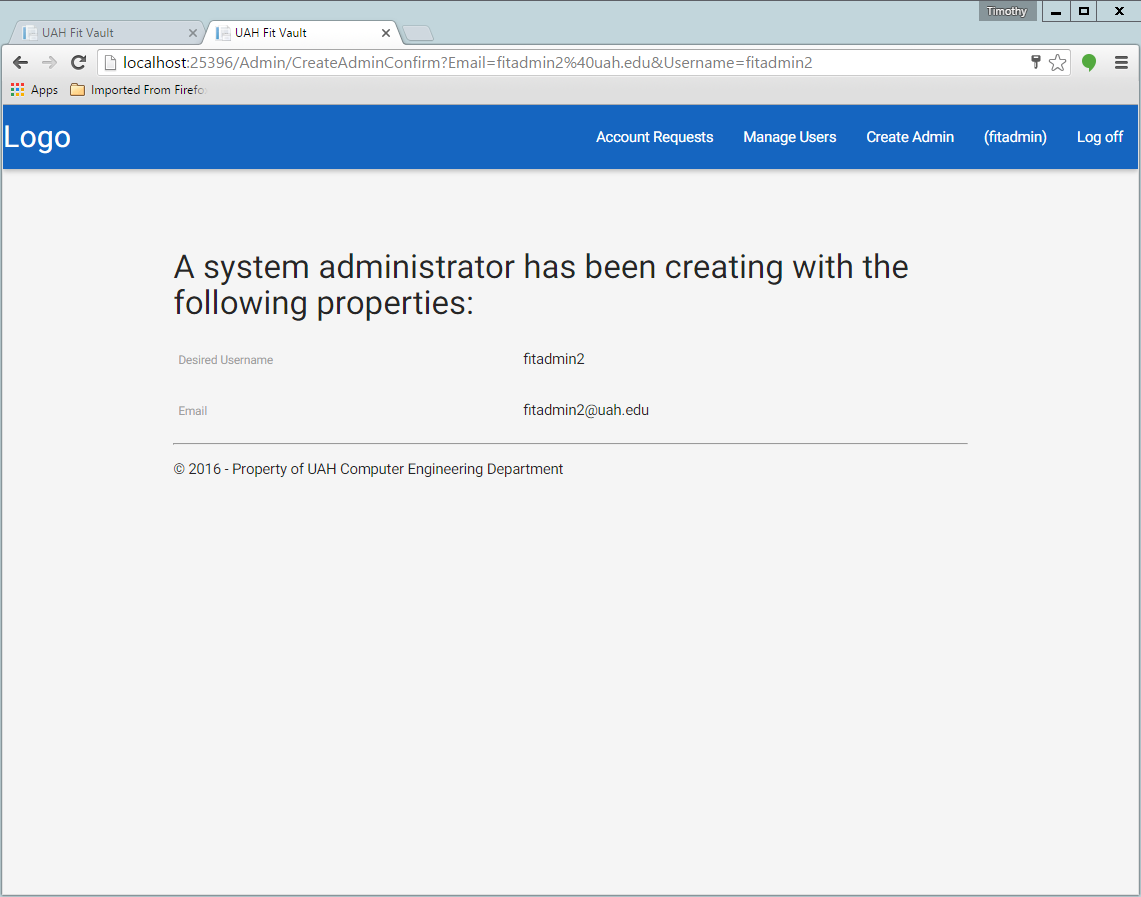 Timothy
UAH Fit Vault
UAH Fit Vault
localhost:25396/Admin/CreateAdminConfirm?Email=fitadmin2%40uah.edu&Username=fitadmin2
Apps
Imported From Firefo
Logo
Account Requests
Manage Users
Create Admin
(fitadmin)
Log off
A system administrator has been creating with the
following properties:
Desired Username
fitadmin2
Email
fitadmin2@uah.edu
© 2016 - Property of UAH Computer Engineering Department